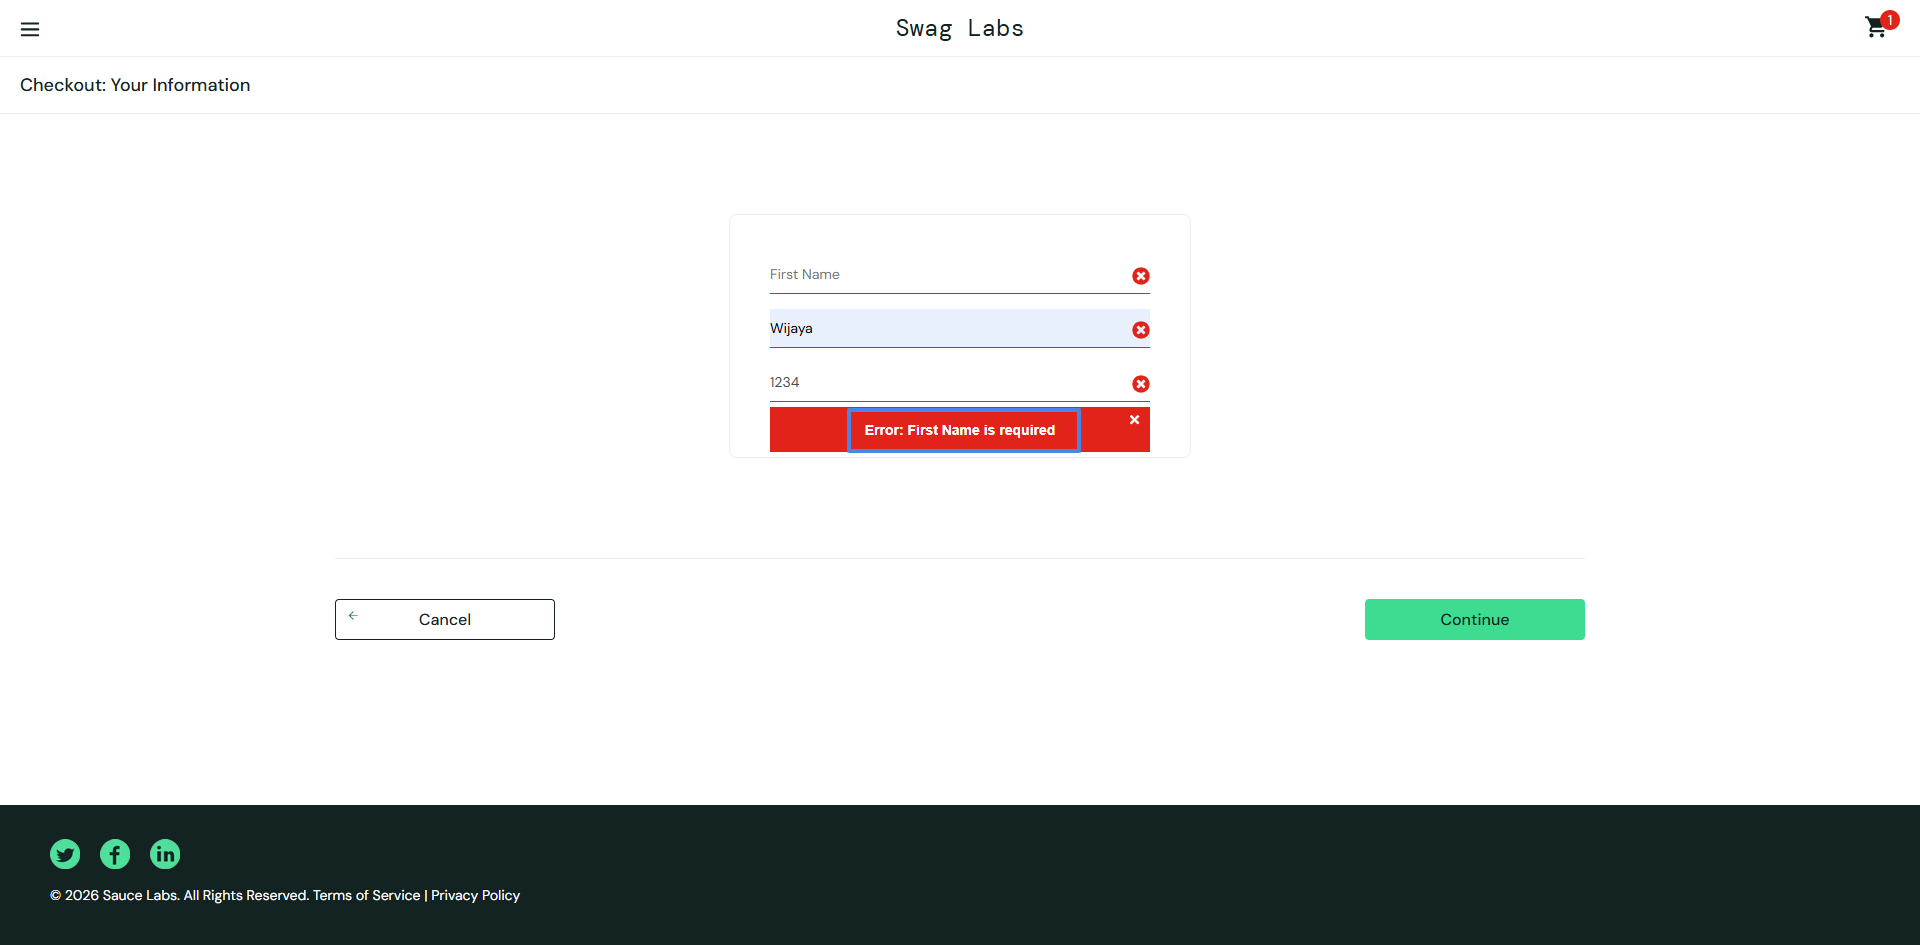 Swag Labs
1
Checkout: Your Information
First Name
Wijaya
1234
Error: First Name is required
Cancel
Continue
© 2026 Sauce Labs. All Rights Reserved. Terms of Service | Privacy Policy